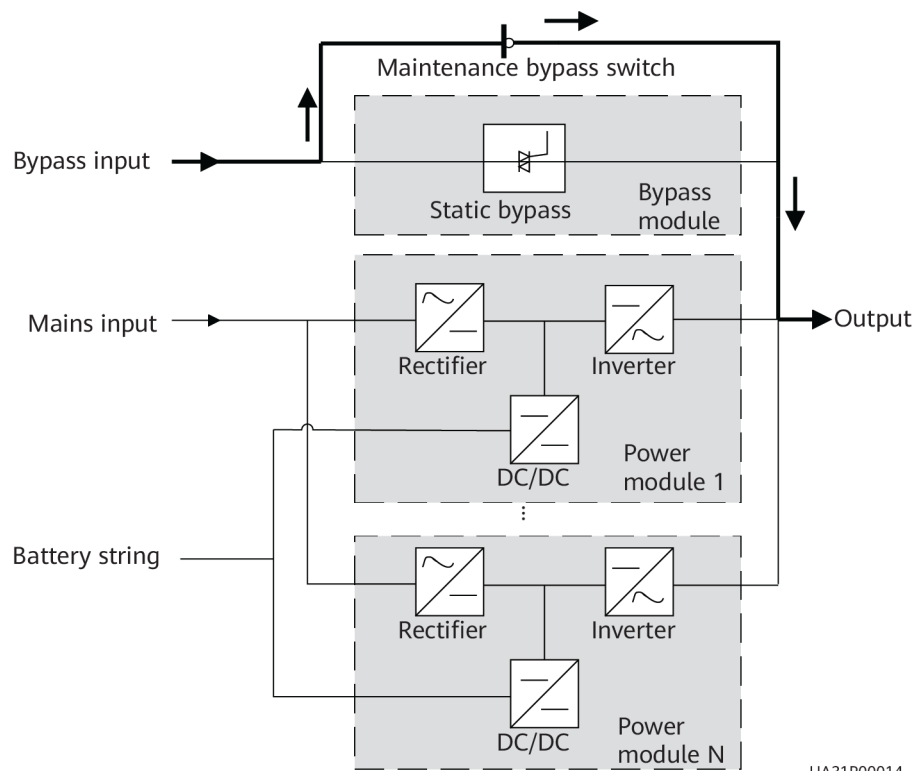 Maintenance bypass switch
Bypass input
Static bypass
Bypass
module
Mains input
Output
Rectifier
Inverter
DC/DC
Power
module 1
Battery string
Rectifier
Inverter
DC/DC
Power
module N